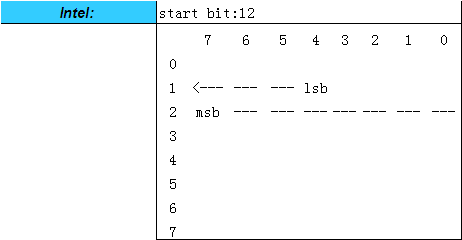 Intel:
start bit:12
7 6 5 4 3 2 1 0
0
1 <--- --- --- lsb
2 msb --- --- --- --- --- --- ---
3
4
5
6
7